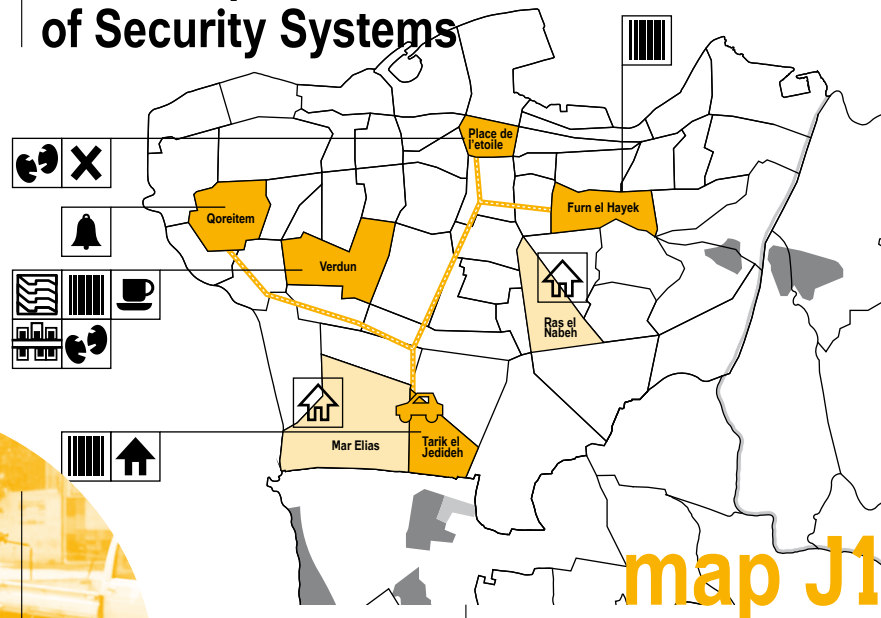 of Security Systems
Place de
l'etoile
Qoreitem
Furn el Hayek
Verdun
Ras el
Nabeh
Mar Elias
Tarik el
Jedideh
map J1